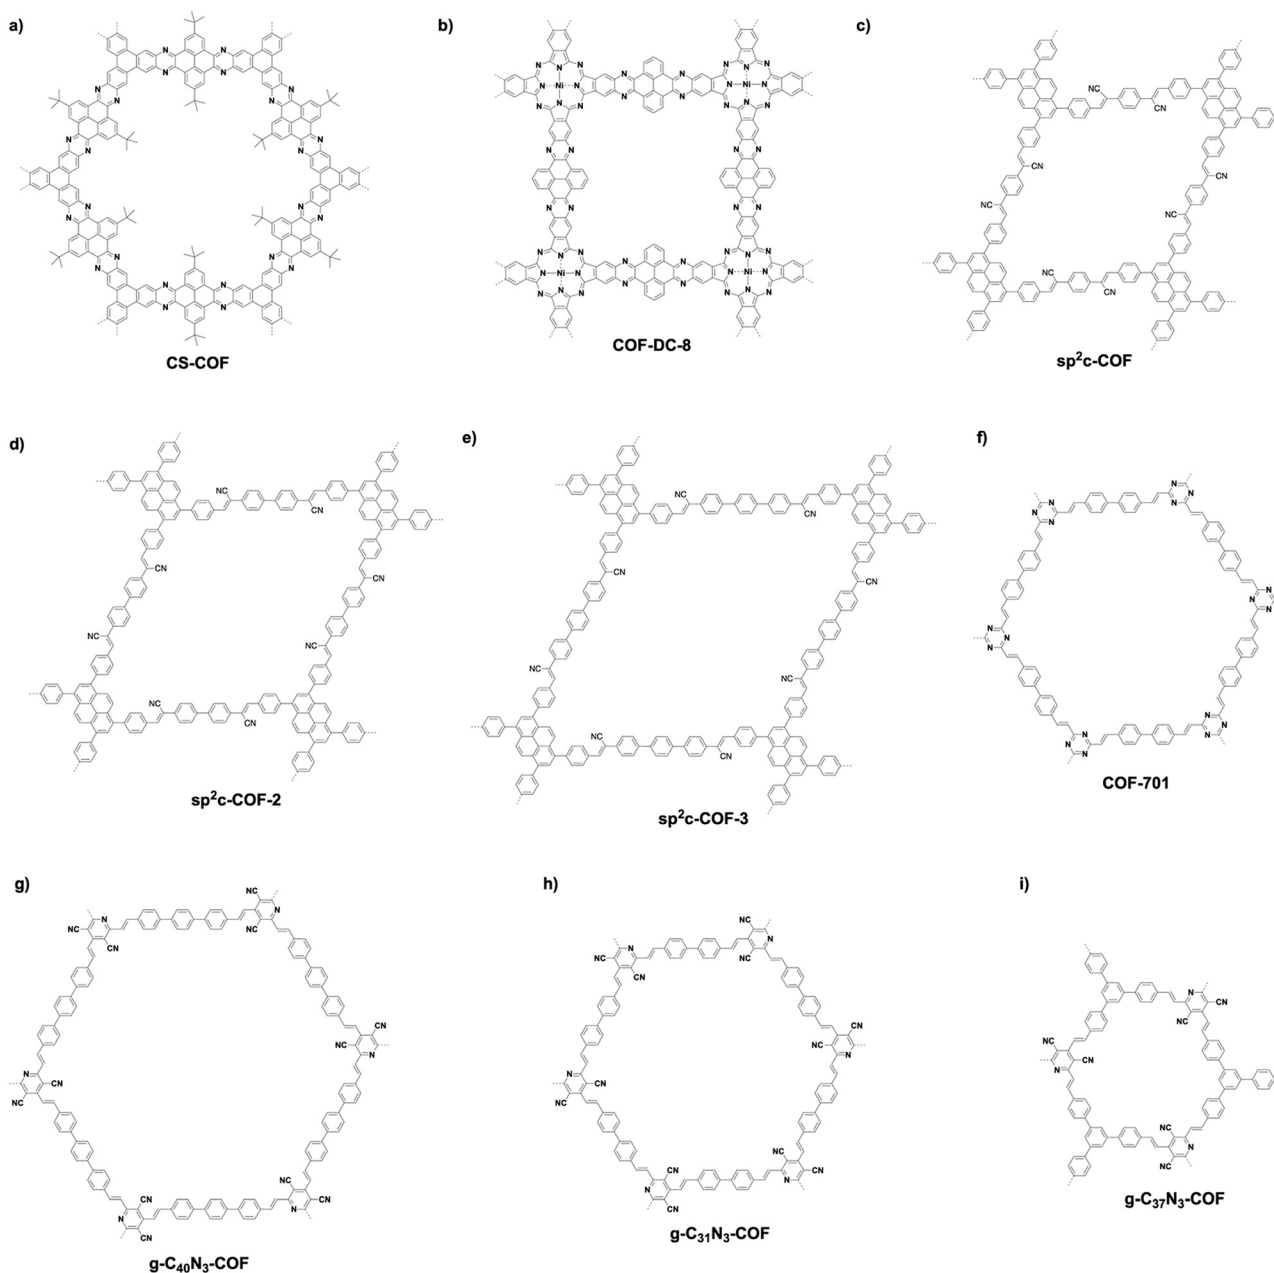 a)
b)
c)
CS-COF
COF-DC-8
sp²c-COF
d)
e)
f)
sp²c-COF-2
sp²c-COF-3
COF-701
g)
h)
i)
g-C₄₀N₃-COF
g-C₃₁N₃-COF
g-C₃₇N₃-COF